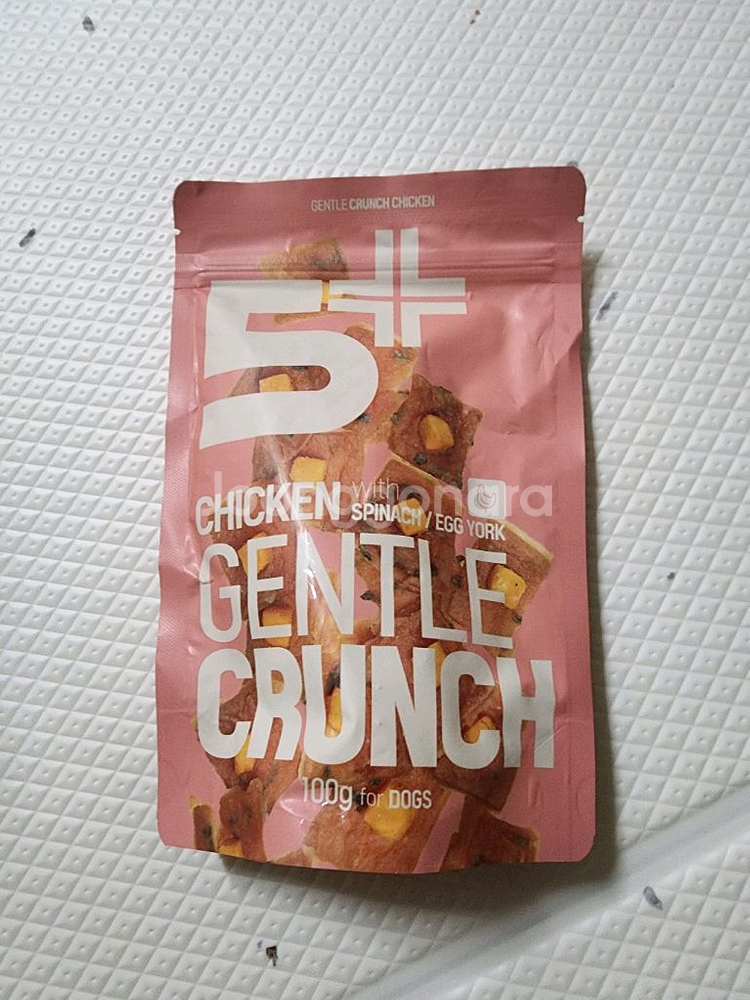 GENTLE CRUNCH CHICKEN
5+
CHICKEN with
SPINACH / EGG YORK
GENTLE
CRUNCH
100g for DOGS